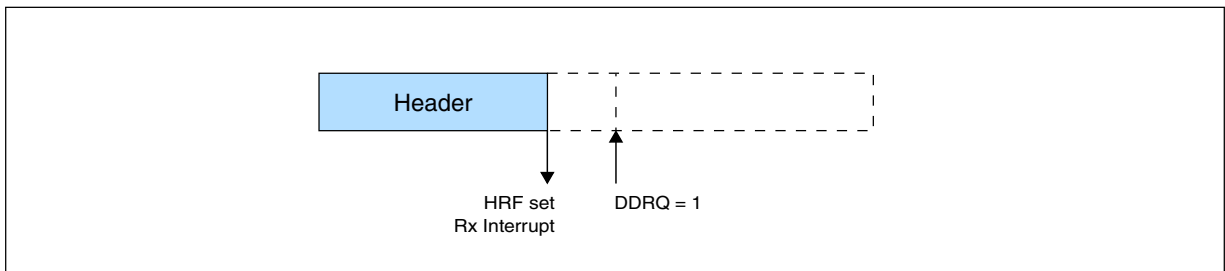 Header
HRF set
Rx Interrupt
DDRQ = 1